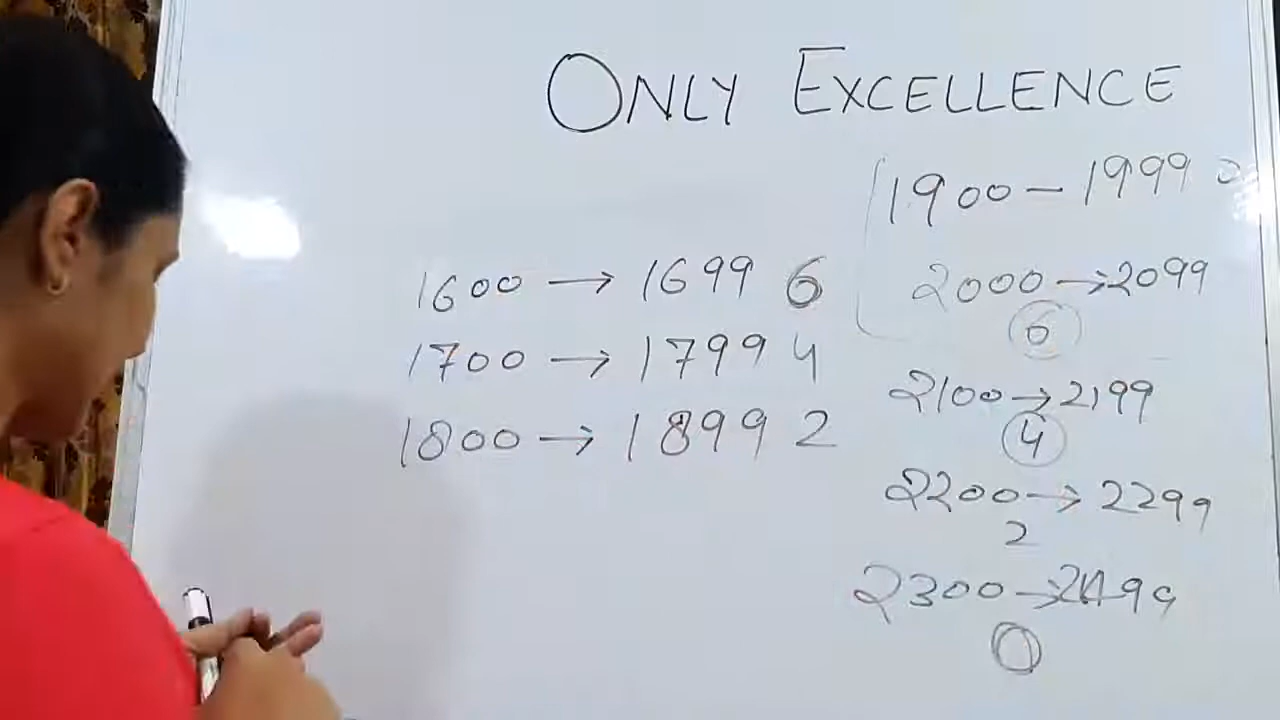 ONLY EXCELLENCE
1600 → 1699 6
1700 → 1799 4
1800 → 1899 2
1900 – 1999 0
2000 → 2099
6
2100 → 2199
4
2200 → 2299
2
2300 →
0